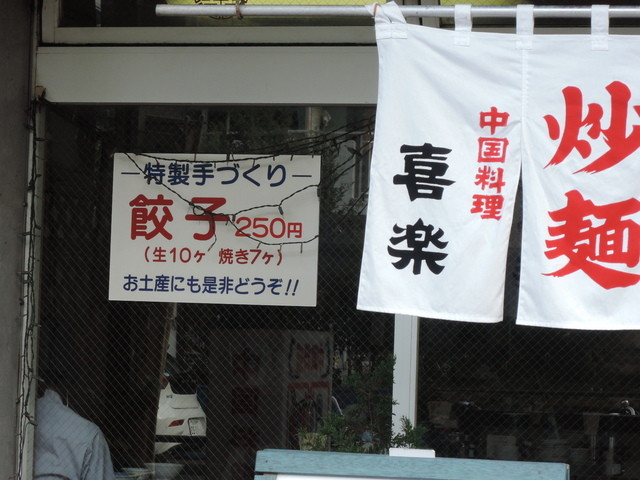 ―特製手づくり―
餃子 250円
(生10ヶ 焼き7ヶ)
お土産にも是非どうぞ!!
炒麺
中国料理
喜楽